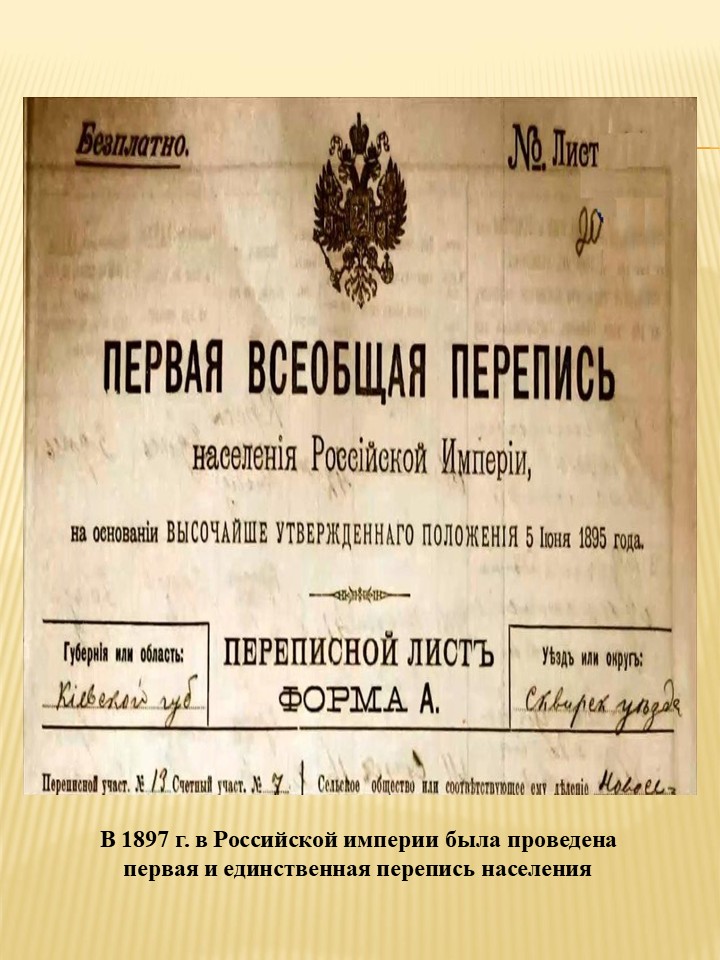 Безплатно.
№ Лист
20
ПЕРВАЯ ВСЕОБЩАЯ ПЕРЕПИСЬ
населенія Россійской Имперіи,
на основаніи ВЫСОЧАЙШЕ УТВЕРЖДЕННАГО ПОЛОЖЕНІЯ 5 Іюня 1895 года.
Губернія или область:
Кіевской губ
ПЕРЕПИСНОЙ ЛИСТЪ
ФОРМА А.
Уѣздъ или округъ:
Сквирск уѣзда
Переписной участ. № 19 Счетный участ. № 7 Сельское общество или соотвѣтствующее ему дѣленіе
В 1897 г. в Российской империи была проведена
первая и единственная перепись населения